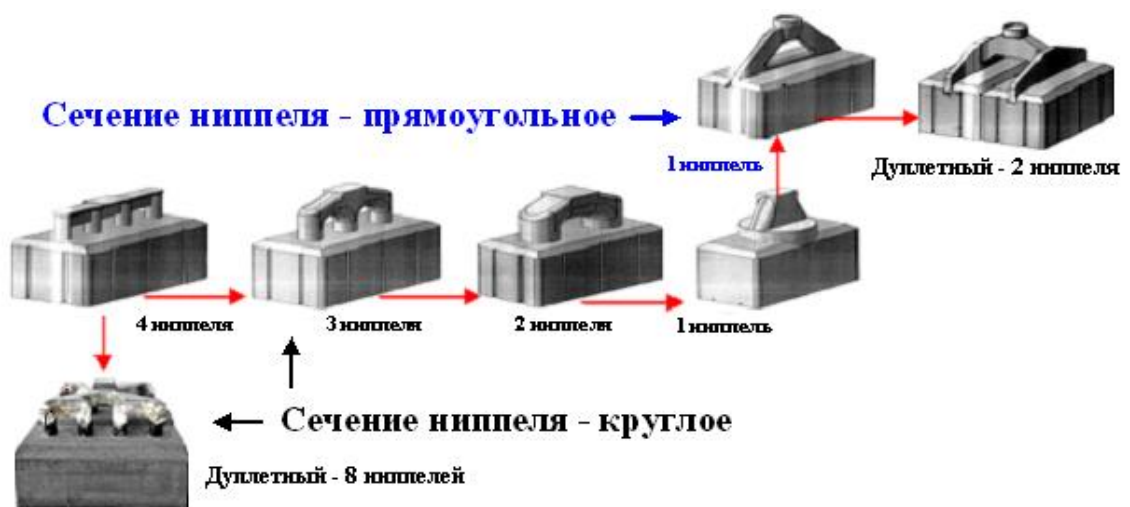 Сечение ниппеля - прямоугольное
1 ниппель
Дуплетный - 2 ниппеля
4 ниппеля
3 ниппеля
2 ниппеля
1 ниппель
Сечение ниппеля - круглое
Дуплетный - 8 ниппелей